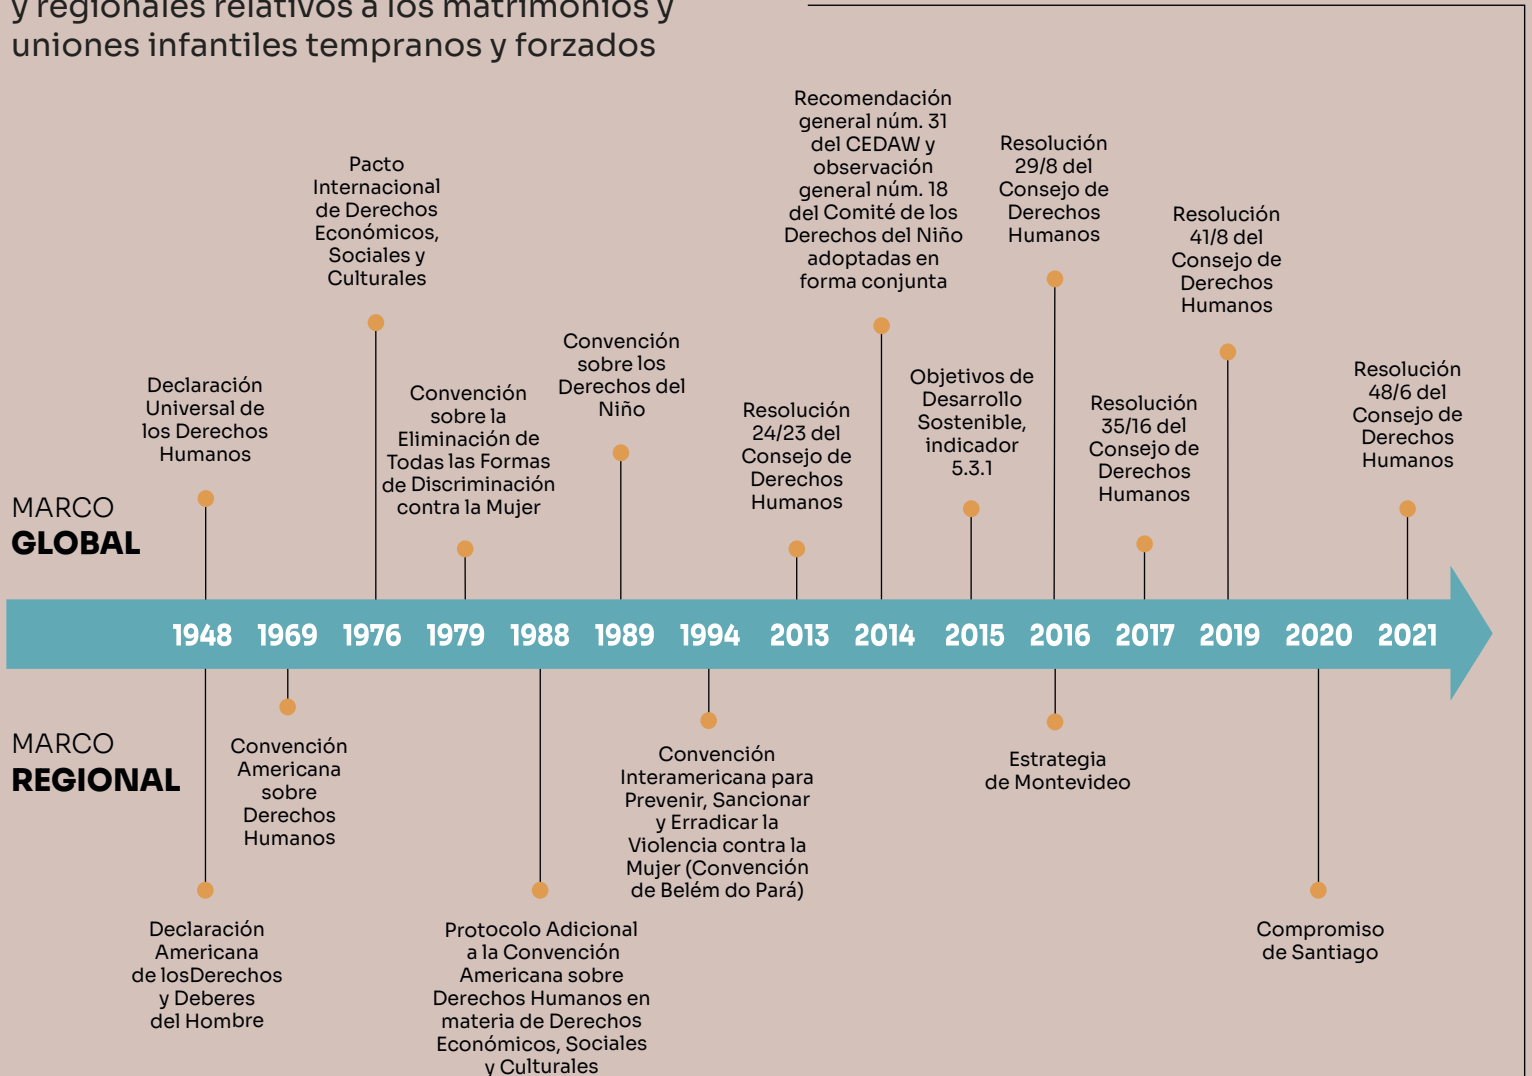 y regionales relativos a los matrimonios y
uniones infantiles tempranos y forzados
MARCO
GLOBAL
Declaración
Universal de
los Derechos
Humanos
Pacto
Internacional
de Derechos
Económicos,
Sociales y
Culturales
Convención
sobre la
Eliminación de
Todas las Formas
de Discriminación
contra la Mujer
Convención
sobre los
Derechos del
Niño
Resolución
24/23 del
Consejo de
Derechos
Humanos
Recomendación
general núm. 31
del CEDAW y
observación
general núm. 18
del Comité de los
Derechos del Niño
adoptadas en
forma conjunta
Objetivos de
Desarrollo
Sostenible,
indicador
5.3.1
Resolución
29/8 del
Consejo de
Derechos
Humanos
Resolución
35/16 del
Consejo de
Derechos
Humanos
Resolución
41/8 del
Consejo de
Derechos
Humanos
Resolución
48/6 del
Consejo de
Derechos
Humanos
1948 1969 1976 1979 1988 1989 1994 2013 2014 2015 2016 2017 2019 2020 2021
MARCO
REGIONAL
Declaración
Americana
de losDerechos
y Deberes
del Hombre
Convención
Americana
sobre
Derechos
Humanos
Protocolo Adicional
a la Convención
Americana sobre
Derechos Humanos en
materia de Derechos
Económicos, Sociales
y Culturales
Convención
Interamericana para
Prevenir, Sancionar
y Erradicar la
Violencia contra la
Mujer (Convención
de Belém do Pará)
Estrategia
de Montevideo
Compromiso
de Santiago